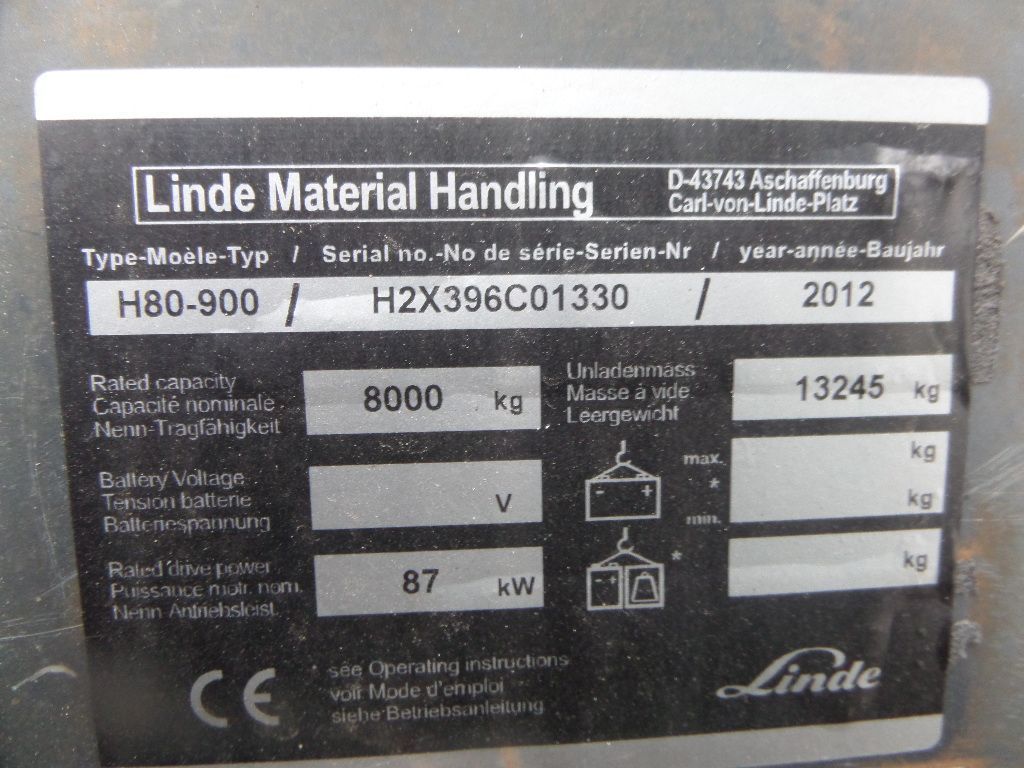 Linde Material Handling D-43743 Aschaffenburg
Carl-von-Linde-Platz
Type-Moèle-Typ / Serial no.-No de série-Serien-Nr / year-année-Baujahr
H80-900 / H2X396C01330 / 2012
Rated capacity
Capacité nominale
Nenn-Tragfähigkeit
8000 kg
Unladenmass
Masse à vide
Leergewicht
13245 kg
Battery Voltage
Tension batterie
Batteriespannung
V
- +
max. kg
*
min. kg
Rated drive power
Puissance motr. nom.
Nenn Antriebsleist.
87 kW
- +
* kg
CE
see Operating instructions
voir Mode d'emploi
siehe Betriebsanleitung
Linde